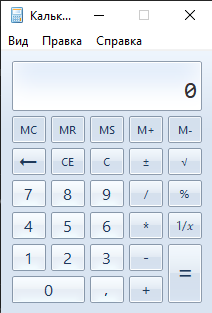 Кальк...
Вид Правка Справка
0
MC MR MS M+ M-
← CE C ± √
7 8 9 / %
4 5 6 * 1/x
1 2 3 - =
0 , +